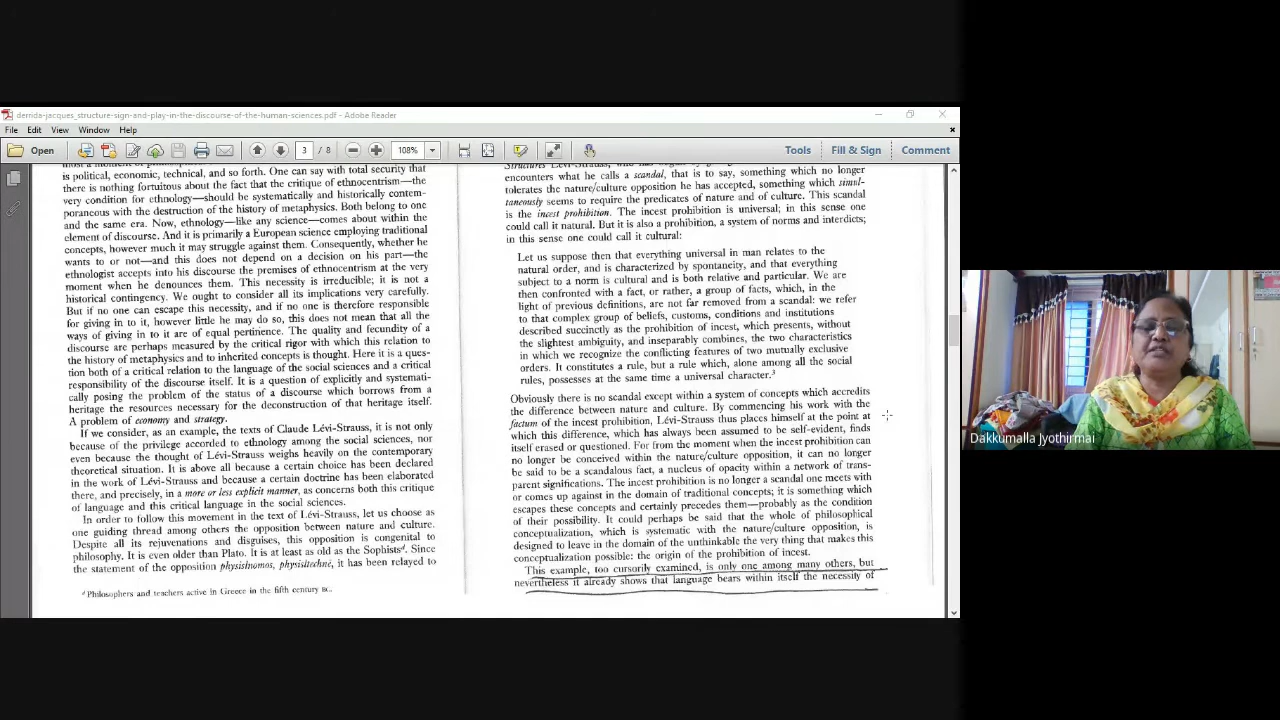 derrida-jacques_structure-sign-and-play-in-the-discourse-of-the-human-sciences.pdf - Adobe Reader
File Edit View Window Help
Open 3 / 8 108% Tools Fill & Sign Comment
is political, economic, technical, and so forth. One can say with total security that
there is nothing fortuitous about the fact that the critique of ethnocentrism—the
very condition for ethnology—should be systematically and historically contem-
poraneous with the destruction of the history of metaphysics. Both belong to one
and the same era. Now, ethnology—like any science—comes about within the
element of discourse. And it is primarily a European science employing traditional
concepts, however much it may struggle against them. Consequently, whether he
wants to or not—and this does not depend on a decision on his part—the
ethnologist accepts into his discourse the premises of ethnocentrism at the very
moment when he denounces them. This necessity is irreducible; it is not a
historical contingency. We ought to consider all its implications very carefully.
But if no one can escape this necessity, and if no one is therefore responsible
for giving in to it, however little he may do so, this does not mean that all the
ways of giving in to it are of equal pertinence. The quality and fecundity of a
discourse are perhaps measured by the critical rigor with which this relation to
the history of metaphysics and to inherited concepts is thought. Here it is a ques-
tion both of a critical relation to the language of the social sciences and a critical
responsibility of the discourse itself. It is a question of explicitly and systemati-
cally posing the problem of the status of a discourse which borrows from a
heritage the resources necessary for the deconstruction of that heritage itself.
A problem of economy and strategy.
If we consider, as an example, the texts of Claude Lévi-Strauss, it is not only
because of the privilege accorded to ethnology among the social sciences, nor
even because the thought of Lévi-Strauss weighs heavily on the contemporary
theoretical situation. It is above all because a certain choice has been declared
in the work of Lévi-Strauss and because a certain doctrine has been elaborated
there, and precisely, in a more or less explicit manner, as concerns both this critique
of language and this critical language in the social sciences.
In order to follow this movement in the text of Lévi-Strauss, let us choose as
one guiding thread among others the opposition between nature and culture.
Despite all its rejuvenations and disguises, this opposition is congenital to
philosophy. It is even older than Plato. It is at least as old as the Sophistsᵈ. Since
the statement of the opposition physis/nomos, physis/technè, it has been relayed to
ᵈ Philosophers and teachers active in Greece in the fifth century BC.
encounters what he calls a scandal, that is to say, something which no longer
tolerates the nature/culture opposition he has accepted, something which simul-
taneously seems to require the predicates of nature and of culture. This scandal
is the incest prohibition. The incest prohibition is universal; in this sense one
could call it natural. But it is also a prohibition, a system of norms and interdicts;
in this sense one could call it cultural:
Let us suppose then that everything universal in man relates to the
natural order, and is characterized by spontaneity, and that everything
subject to a norm is cultural and is both relative and particular. We are
then confronted with a fact, or rather, a group of facts, which, in the
light of previous definitions, are not far removed from a scandal: we refer
to that complex group of beliefs, customs, conditions and institutions
described succinctly as the prohibition of incest, which presents, without
the slightest ambiguity, and inseparably combines, the two characteristics
in which we recognize the conflicting features of two mutually exclusive
orders. It constitutes a rule, but a rule which, alone among all the social
rules, possesses at the same time a universal character.³
Obviously there is no scandal except within a system of concepts which accredits
the difference between nature and culture. By commencing his work with the
factum of the incest prohibition, Lévi-Strauss thus places himself at the point at
which this difference, which has always been assumed to be self-evident, finds
itself erased or questioned. For from the moment when the incest prohibition can
no longer be conceived within the nature/culture opposition, it can no longer
be said to be a scandalous fact, a nucleus of opacity within a network of trans-
parent significations. The incest prohibition is no longer a scandal one meets with
or comes up against in the domain of traditional concepts; it is something which
escapes these concepts and certainly precedes them—probably as the condition
of their possibility. It could perhaps be said that the whole of philosophical
conceptualization, which is systematic with the nature/culture opposition, is
designed to leave in the domain of the unthinkable the very thing that makes this
conceptualization possible: the origin of the prohibition of incest.
This example, too cursorily examined, is only one among many others, but
nevertheless it already shows that language bears within itself the necessity of
Dakkumalla Jyothirmai